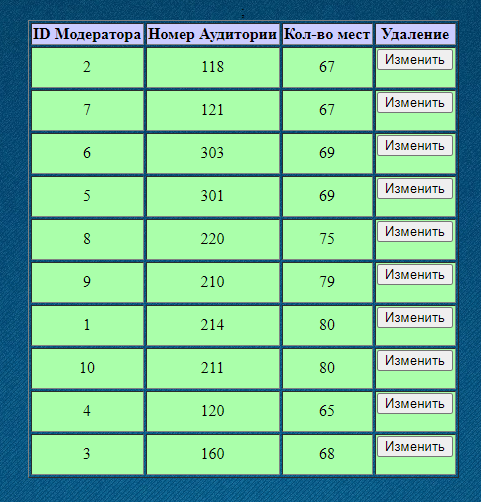 ID Модератора Номер Аудитории Кол-во мест Удаление
2 118 67 Изменить
7 121 67 Изменить
6 303 69 Изменить
5 301 69 Изменить
8 220 75 Изменить
9 210 79 Изменить
1 214 80 Изменить
10 211 80 Изменить
4 120 65 Изменить
3 160 68 Изменить